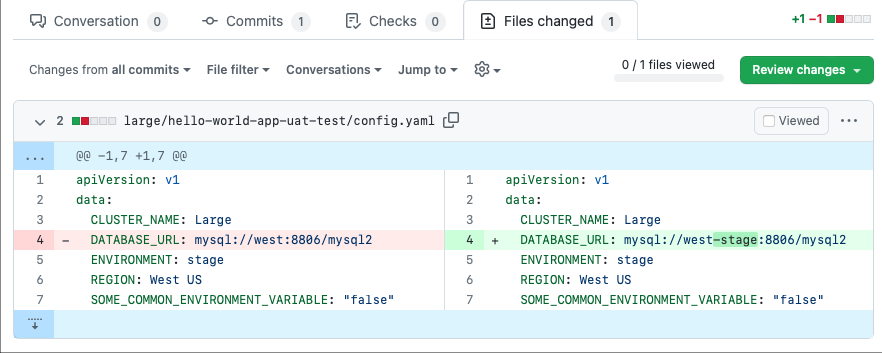 Conversation 0 Commits 1 Checks 0 Files changed 1 +1 −1
Changes from all commits File filter Conversations Jump to 0 / 1 files viewed Review changes
2 large/hello-world-app-uat-test/config.yaml Viewed ...
... @@ -1,7 +1,7 @@
1 apiVersion: v1 1 apiVersion: v1
2 data: 2 data:
3 CLUSTER_NAME: Large 3 CLUSTER_NAME: Large
4 - DATABASE_URL: mysql://west:8806/mysql2 4 + DATABASE_URL: mysql://west-stage:8806/mysql2
5 ENVIRONMENT: stage 5 ENVIRONMENT: stage
6 REGION: West US 6 REGION: West US
7 SOME_COMMON_ENVIRONMENT_VARIABLE: "false" 7 SOME_COMMON_ENVIRONMENT_VARIABLE: "false"